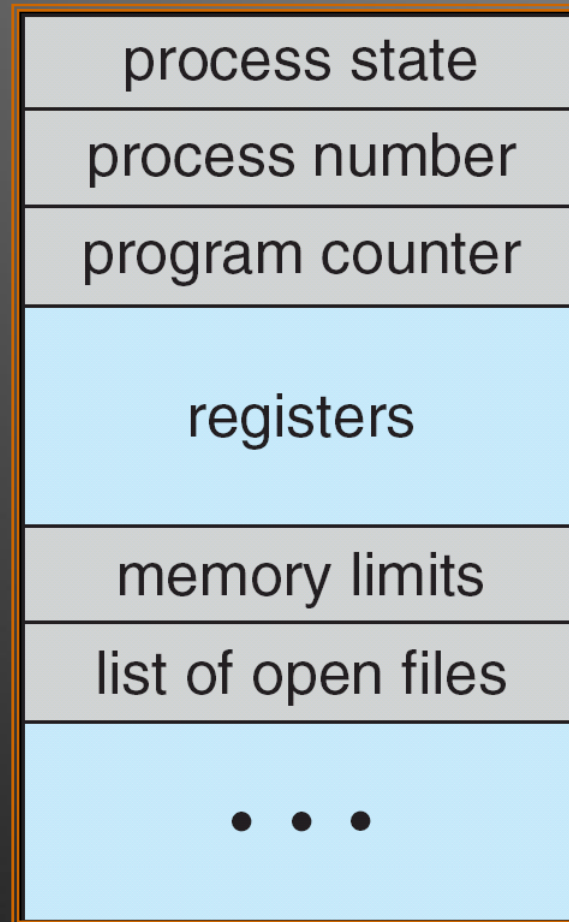 process state
process number
program counter
registers
memory limits
list of open files
• • •